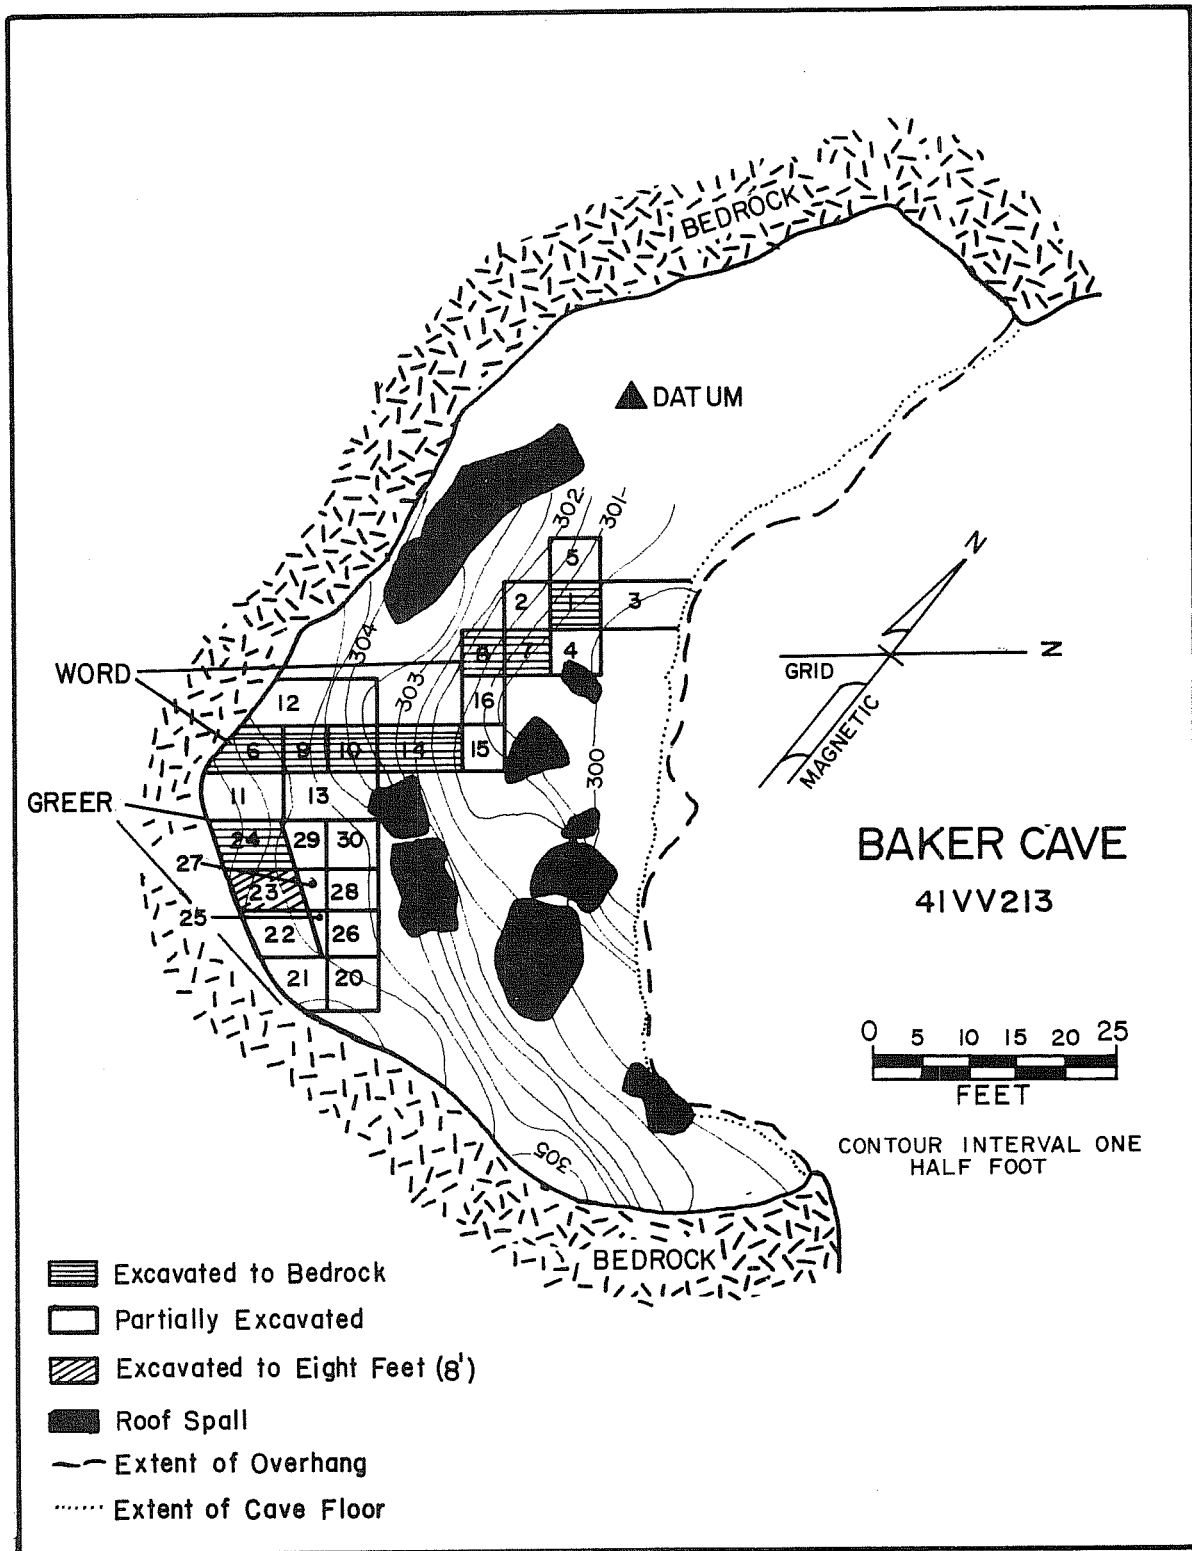 BEDROCK
DATUM
302
301
5
2
1
3
8
7
4
304
303
WORD
12
16
6
9
10
14
15
300
GREER
11
13
24
29
30
27
23
28
25
22
26
21
20
305
N
GRID
N
MAGNETIC
BAKER CAVE
41VV213
0 5 10 15 20 25
FEET
CONTOUR INTERVAL ONE
HALF FOOT
BEDROCK
Excavated to Bedrock
Partially Excavated
Excavated to Eight Feet (8')
Roof Spall
Extent of Overhang
Extent of Cave Floor